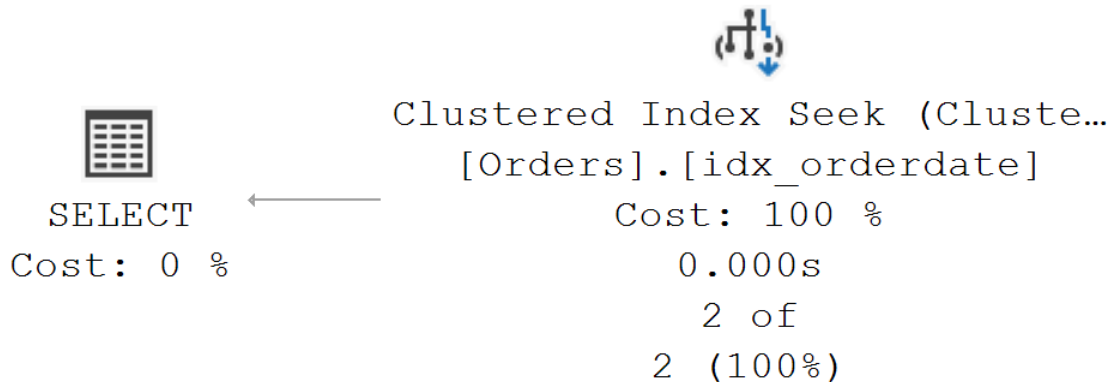 SELECT
Cost: 0 %
Clustered Index Seek (Cluste…
[Orders].[idx_orderdate]
Cost: 100 %
0.000s
2 of
2 (100%)